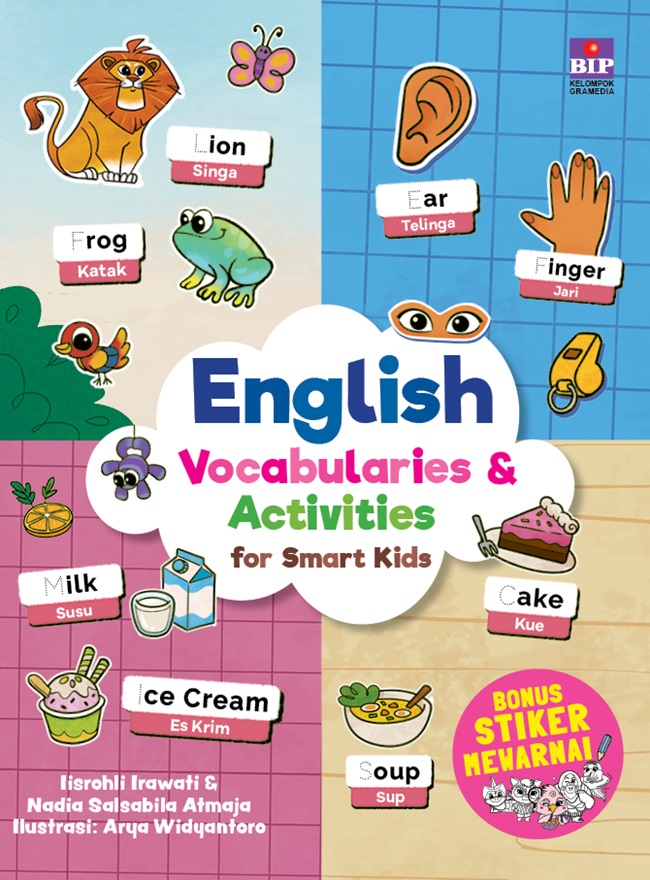 BIP
KELOMPOK
GRAMEDIA
Lion
Singa
Ear
Telinga
Frog
Katak
Finger
Jari
English
Vocabularies &
Activities
for Smart Kids
Milk
Susu
Cake
Kue
Ice Cream
Es Krim
Soup
Sup
BONUS
STIKER
MEWARNAI
Iisrohli Irawati &
Nadia Salsabila Atmaja
Ilustrasi: Arya Widyantoro